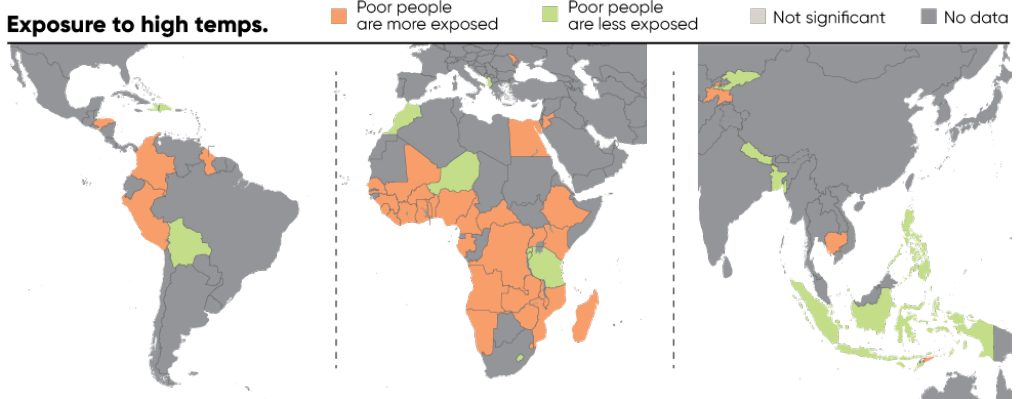 Exposure to high temps.
Poor people
are more exposed
Poor people
are less exposed
Not significant
No data